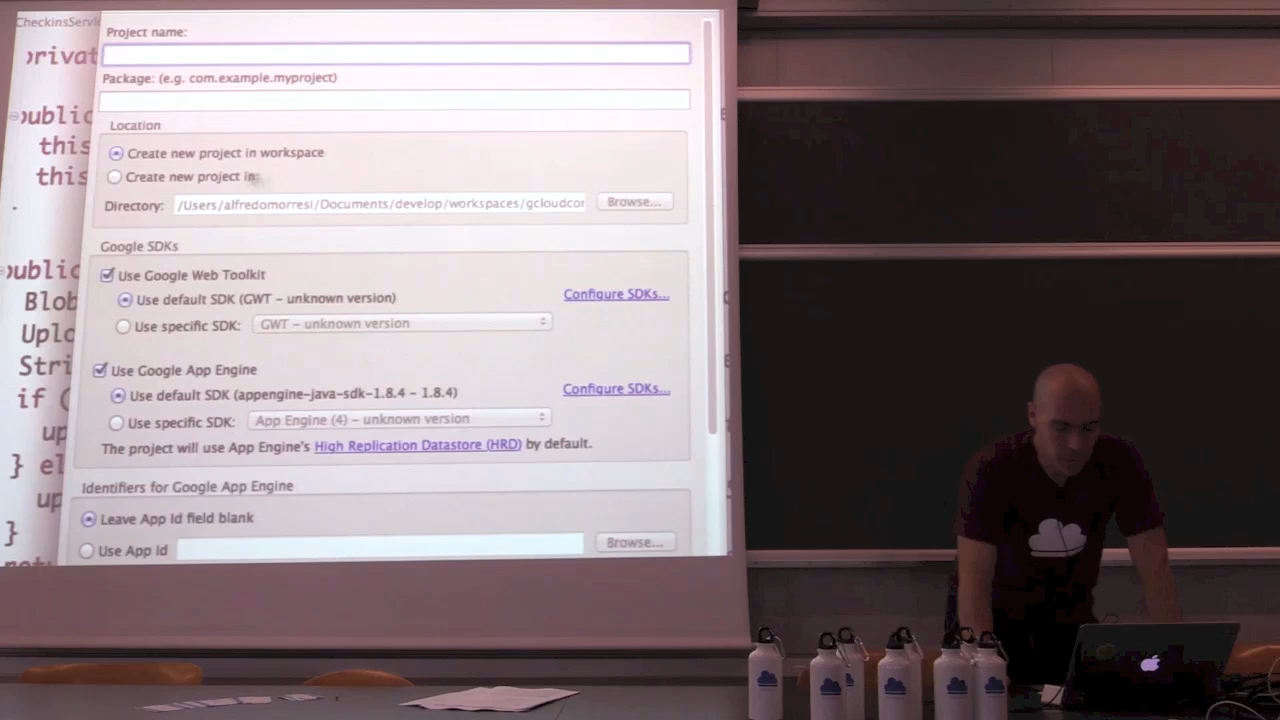 CheckinsServi
Project name:
privat
Package: (e.g. com.example.myproject)
public
Location
this
Create new project in workspace
this
Create new project in:
Directory: /Users/alfredomorresi/Documents/develop/workspaces/gcloudcor Browse...
Google SDKs
public
Use Google Web Toolkit
Blob
Use default SDK (GWT - unknown version) Configure SDKs...
Uplo
Use specific SDK: GWT - unknown version
Stri
Use Google App Engine
if (
Use default SDK (appengine-java-sdk-1.8.4 - 1.8.4) Configure SDKs...
Use specific SDK: App Engine (4) - unknown version
up
The project will use App Engine's High Replication Datastore (HRD) by default.
} el
Identifiers for Google App Engine
up
Leave App Id field blank
}
Use App Id Browse...